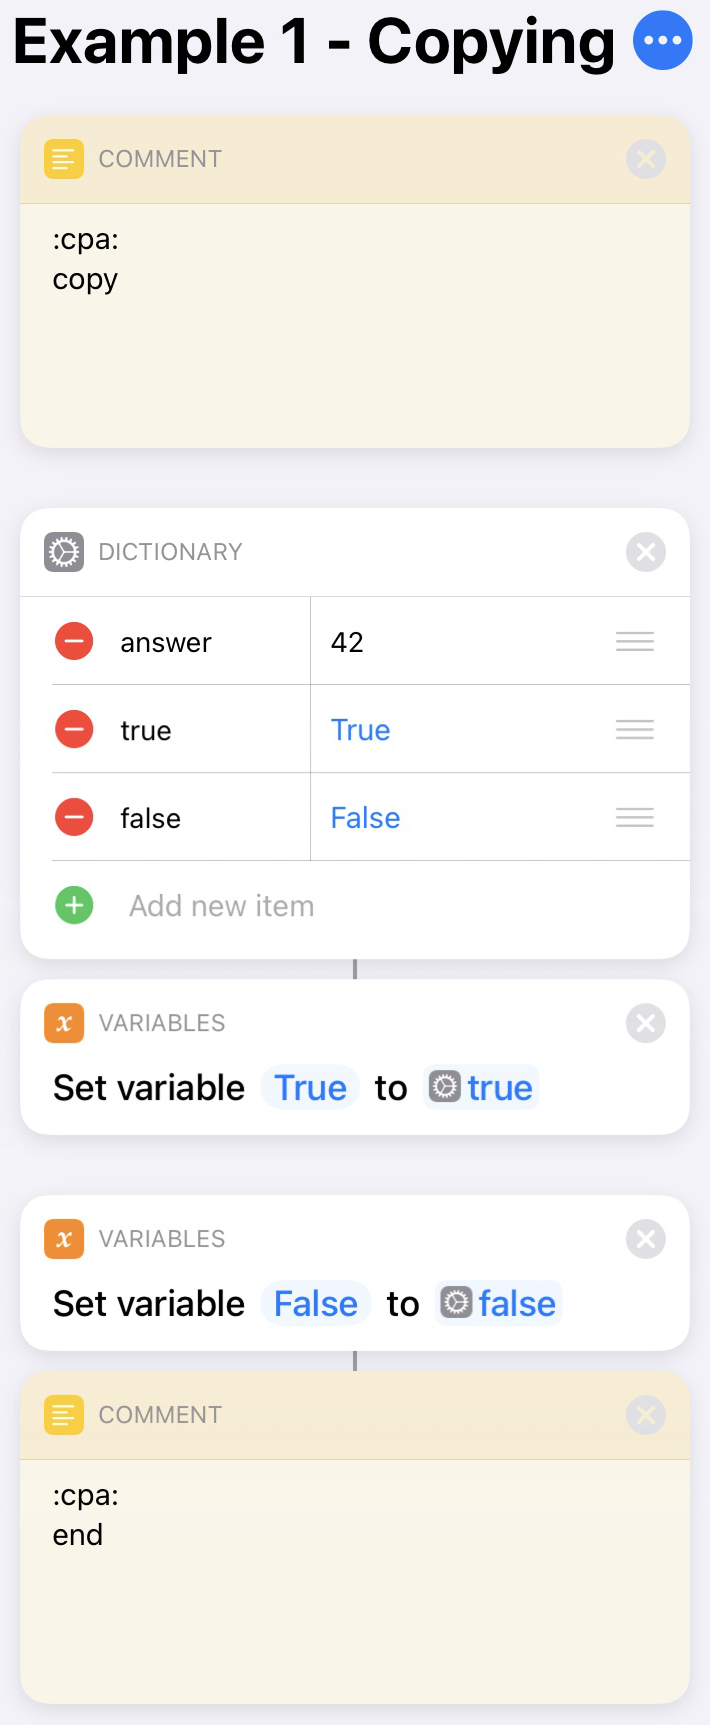 Example 1 - Copying
COMMENT
:cpa:
copy
DICTIONARY
answer 42
true True
false False
Add new item
VARIABLES
Set variable True to true
VARIABLES
Set variable False to false
COMMENT
:cpa:
end